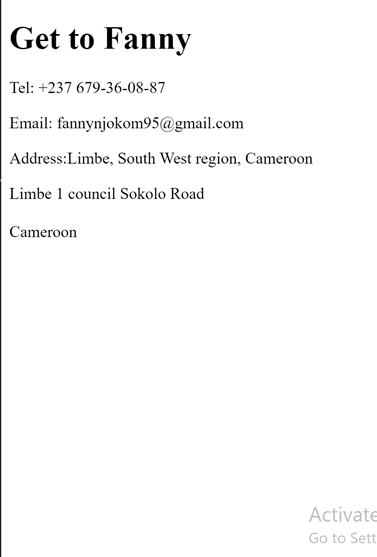 Get to Fanny
Tel: +237 679-36-08-87
Email: fannynjokom95@gmail.com
Address:Limbe, South West region, Cameroon
Limbe 1 council Sokolo Road
Cameroon
Activate
Go to Sett